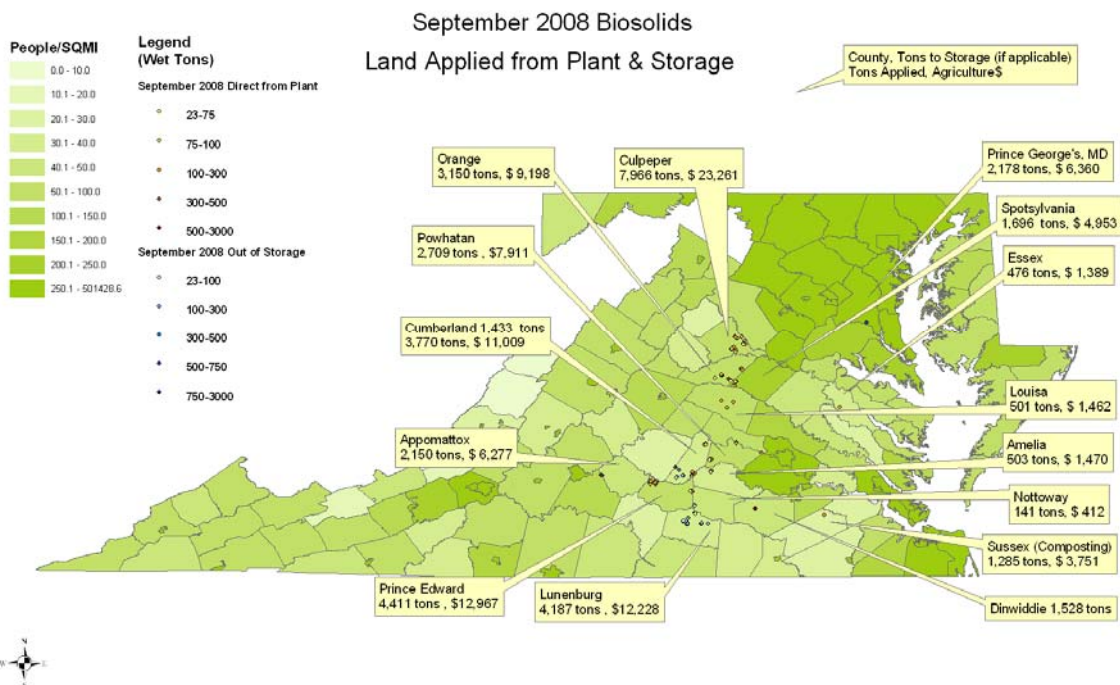 September 2008 Biosolids
Land Applied from Plant & Storage
People/SQMI
0.0 - 10.0
10.1 - 20.0
20.1 - 30.0
30.1 - 40.0
40.1 - 50.0
50.1 - 100.0
100.1 - 150.0
150.1 - 200.0
200.1 - 250.0
250.1 - 501428.6
Legend
(Wet Tons)
September 2008 Direct from Plant
23-75
75-100
100-300
300-500
500-3000
September 2008 Out of Storage
23-100
100-300
300-500
500-750
750-3000
County, Tons to Storage (if applicable)
Tons Applied, Agriculture$
Orange
3,150 tons, $ 9,198
Culpeper
7,966 tons, $ 23,261
Prince George's, MD
2,178 tons, $ 6,360
Spotsylvania
1,696 tons, $ 4,953
Powhatan
2,709 tons , $7,911
Essex
476 tons, $ 1,389
Cumberland 1,433 tons
3,770 tons, $ 11,009
Louisa
501 tons, $ 1,462
Appomattox
2,150 tons, $ 6,277
Amelia
503 tons, $ 1,470
Nottoway
141 tons, $ 412
Sussex (Composting)
1,285 tons, $ 3,751
Prince Edward
4,411 tons , $12,967
Lunenburg
4,187 tons , $12,228
Dinwiddie 1,528 tons
N
W